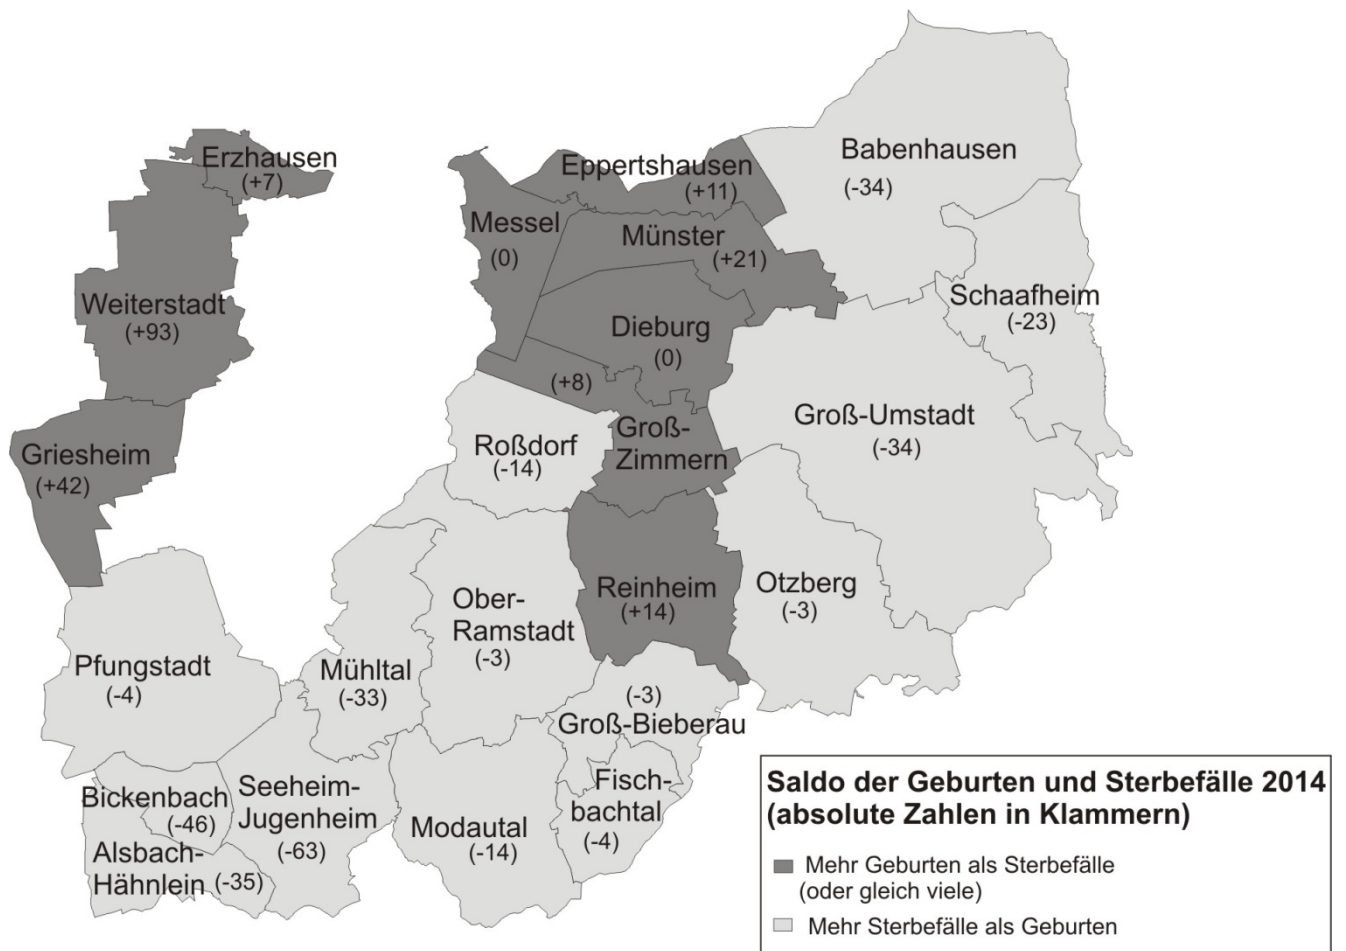 Erzhausen
(+7)
Eppertshausen
(+11)
Babenhausen
(-34)
Messel
(0)
Münster
(+21)
Weiterstadt
(+93)
Dieburg
(0)
Schaafheim
(-23)
(+8)
Groß-
Zimmern
Groß-Umstadt
(-34)
Griesheim
(+42)
Roßdorf
(-14)
Reinheim
(+14)
Otzberg
(-3)
Ober-
Ramstadt
(-3)
Pfungstadt
(-4)
Mühltal
(-33)
(-3)
Groß-Bieberau
Fisch-
bachtal
(-4)
Bickenbach
(-46)
Seeheim-
Jugenheim
(-63)
Modautal
(-14)
Alsbach-
Hähnlein (-35)
Saldo der Geburten und Sterbefälle 2014
(absolute Zahlen in Klammern)
Mehr Geburten als Sterbefälle
(oder gleich viele)
Mehr Sterbefälle als Geburten